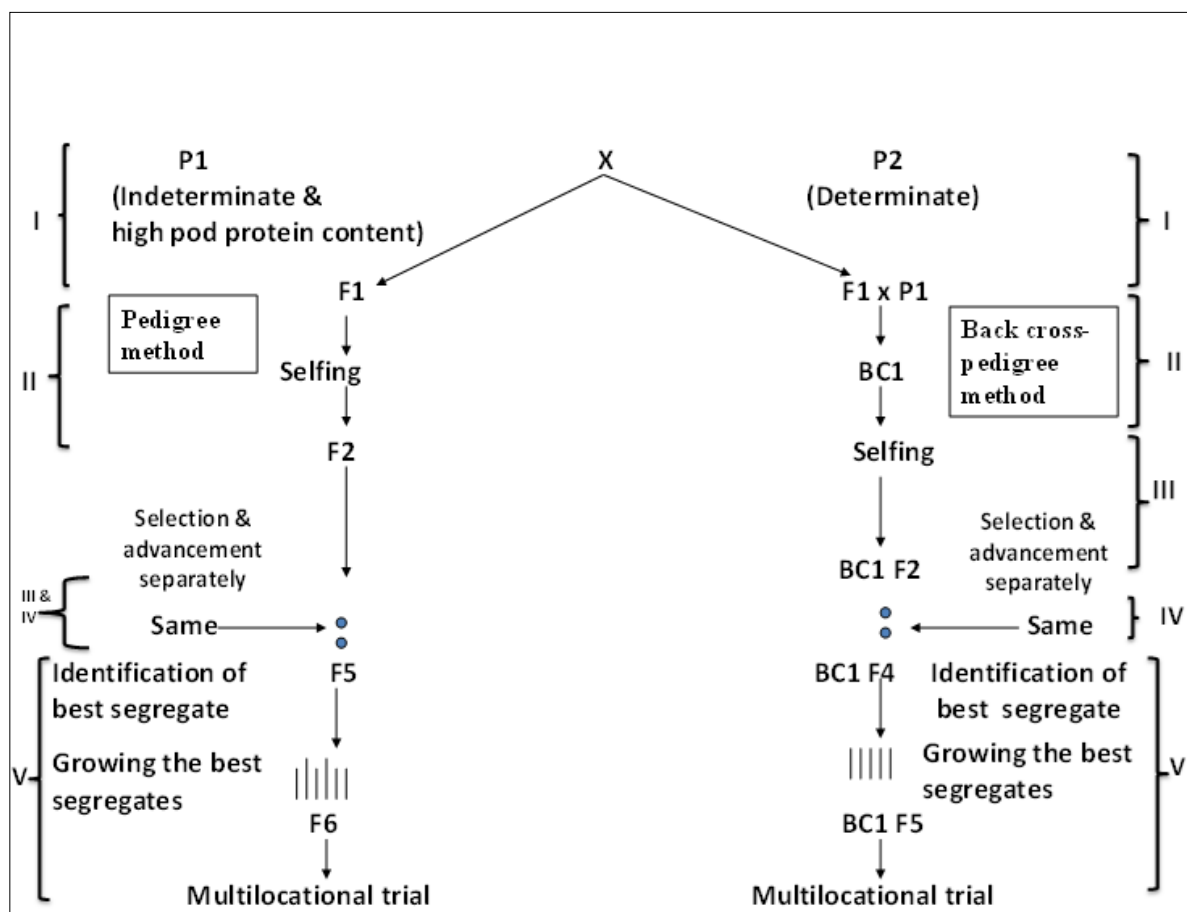 P1 X P2
(Indeterminate & (Determinate)
high pod protein content)
I I
F1 F1 x P1
Pedigree
method
Back cross-
pedigree
method
II II
Selfing BC1
F2 Selfing
III
Selection &
advancement
separately
Selection &
advancement
separately
BC1 F2
III &
IV
Same Same IV
Identification of F5 BC1 F4 Identification of
best segregate best segregate
V V
Growing the best Growing the best
segregates segregates
F6 BC1 F5
Multilocational trial Multilocational trial